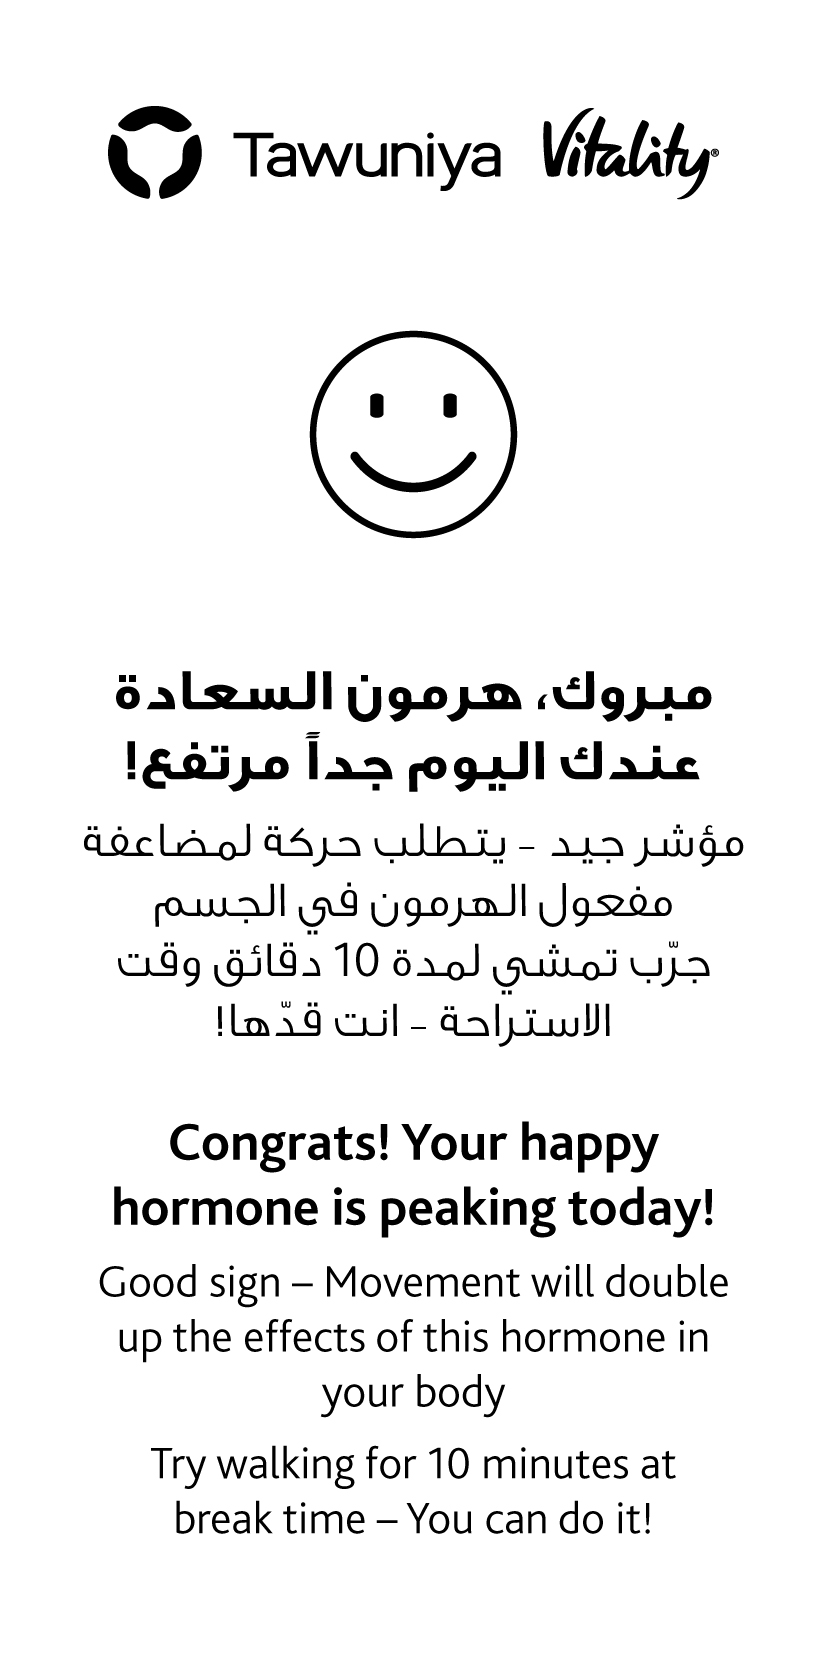 Tawuniya Vitality®
مبروك، هرمون السعادة
عندك اليوم جداً مرتفع!
مؤشر جيد - يتطلب حركة لمضاعفة
مفعول الهرمون في الجسم
جرّب تمشي لمدة 10 دقائق وقت
الاستراحة - انت قدّها!
Congrats! Your happy
hormone is peaking today!
Good sign – Movement will double
up the effects of this hormone in
your body
Try walking for 10 minutes at
break time – You can do it!